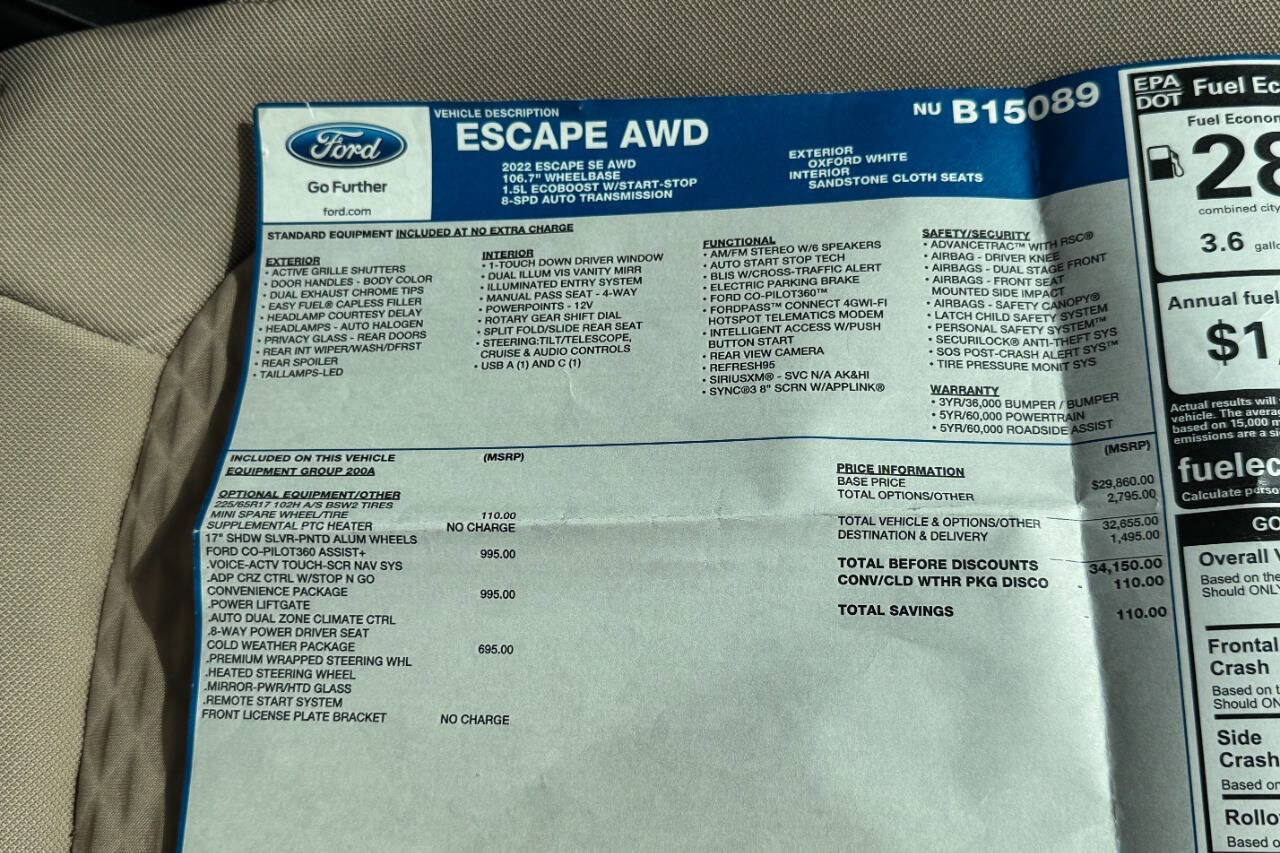 Ford
Go Further
ford.com
VEHICLE DESCRIPTION
ESCAPE AWD
2022 ESCAPE SE AWD
106.7" WHEELBASE
1.5L ECOBOOST W/START-STOP
8-SPD AUTO TRANSMISSION
NU B15089
EXTERIOR
OXFORD WHITE
INTERIOR
SANDSTONE CLOTH SEATS
STANDARD EQUIPMENT INCLUDED AT NO EXTRA CHARGE
EXTERIOR
• ACTIVE GRILLE SHUTTERS
• DOOR HANDLES - BODY COLOR
• DUAL EXHAUST CHROME TIPS
• EASY FUEL® CAPLESS FILLER
• HEADLAMP COURTESY DELAY
• HEADLAMPS - AUTO HALOGEN
• PRIVACY GLASS - REAR DOORS
• REAR INT WIPER/WASH/DFRST
• REAR SPOILER
• TAILLAMPS-LED
INTERIOR
• 1-TOUCH DOWN DRIVER WINDOW
• DUAL ILLUM VIS VANITY MIRR
• ILLUMINATED ENTRY SYSTEM
• MANUAL PASS SEAT - 4-WAY
• POWERPOINTS - 12V
• ROTARY GEAR SHIFT DIAL
• SPLIT FOLD/SLIDE REAR SEAT
• STEERING:TILT/TELESCOPE,
CRUISE & AUDIO CONTROLS
• USB A (1) AND C (1)
FUNCTIONAL
• AM/FM STEREO W/6 SPEAKERS
• AUTO START STOP TECH
• BLIS W/CROSS-TRAFFIC ALERT
• ELECTRIC PARKING BRAKE
• FORD CO-PILOT360™
• FORDPASS™ CONNECT 4GWI-FI
HOTSPOT TELEMATICS MODEM
• INTELLIGENT ACCESS W/PUSH
BUTTON START
• REAR VIEW CAMERA
• REFRESH95
• SIRIUSXM® - SVC N/A AK&HI
• SYNC®3 8" SCRN W/APPLINK®
SAFETY/SECURITY
• ADVANCETRAC™ WITH RSC®
• AIRBAG - DRIVER KNEE
• AIRBAGS - DUAL STAGE FRONT
• AIRBAGS - FRONT SEAT
MOUNTED SIDE IMPACT
• AIRBAGS - SAFETY CANOPY®
• LATCH CHILD SAFETY SYSTEM
• PERSONAL SAFETY SYSTEM™
• SECURILOCK® ANTI-THEFT SYS
• SOS POST-CRASH ALERT SYS™
• TIRE PRESSURE MONIT SYS
WARRANTY
• 3YR/36,000 BUMPER / BUMPER
• 5YR/60,000 POWERTRAIN
• 5YR/60,000 ROADSIDE ASSIST
INCLUDED ON THIS VEHICLE (MSRP)
EQUIPMENT GROUP 200A
OPTIONAL EQUIPMENT/OTHER
225/65R17 102H A/S BSW2 TIRES
MINI SPARE WHEEL/TIRE 110.00
SUPPLEMENTAL PTC HEATER NO CHARGE
17" SHDW SLVR-PNTD ALUM WHEELS
FORD CO-PILOT360 ASSIST+ 995.00
.VOICE-ACTV TOUCH-SCR NAV SYS
.ADP CRZ CTRL W/STOP N GO
CONVENIENCE PACKAGE 995.00
.POWER LIFTGATE
.AUTO DUAL ZONE CLIMATE CTRL
.8-WAY POWER DRIVER SEAT
COLD WEATHER PACKAGE 695.00
.PREMIUM WRAPPED STEERING WHL
.HEATED STEERING WHEEL
.MIRROR-PWR/HTD GLASS
.REMOTE START SYSTEM
FRONT LICENSE PLATE BRACKET NO CHARGE
(MSRP)
PRICE INFORMATION
BASE PRICE $29,860.00
TOTAL OPTIONS/OTHER 2,795.00
TOTAL VEHICLE & OPTIONS/OTHER 32,655.00
DESTINATION & DELIVERY 1,495.00
TOTAL BEFORE DISCOUNTS 34,150.00
CONV/CLD WTHR PKG DISCO - 110.00
TOTAL SAVINGS - 110.00
EPA
DOT
Fuel Ec
Fuel Econom
28
combined city
3.6 gallo
Annual fuel
$1,
Actual results will
vehicle. The averag
based on 15,000 m
emissions are a si
fuelec
Calculate perso
GO
Overall V
Based on the
Should ONLY
Frontal
Crash
Based on t
Should ON
Side
Crash
Based on
Rollo
Based o